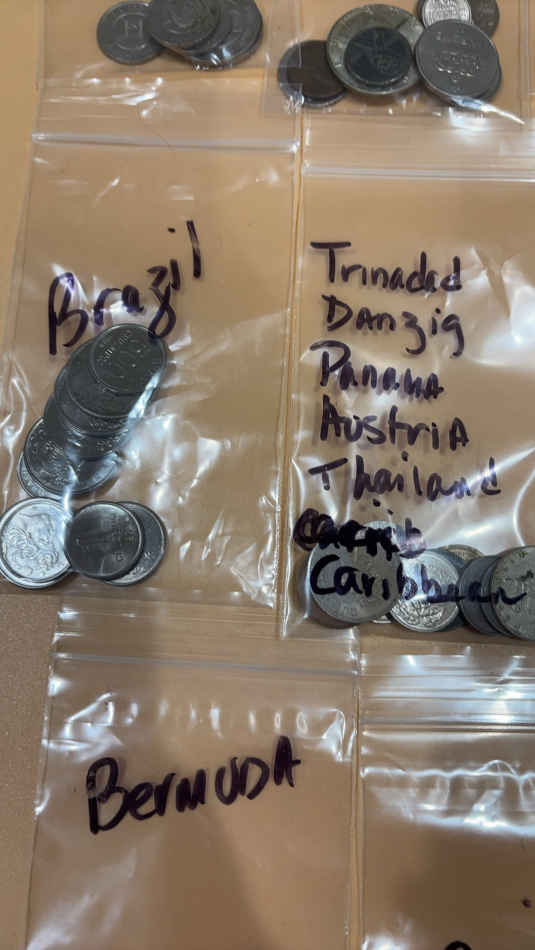 Brazil
Trinadad
Danzig
Panama
Austria
Thailand
Caribbean
Bermuda